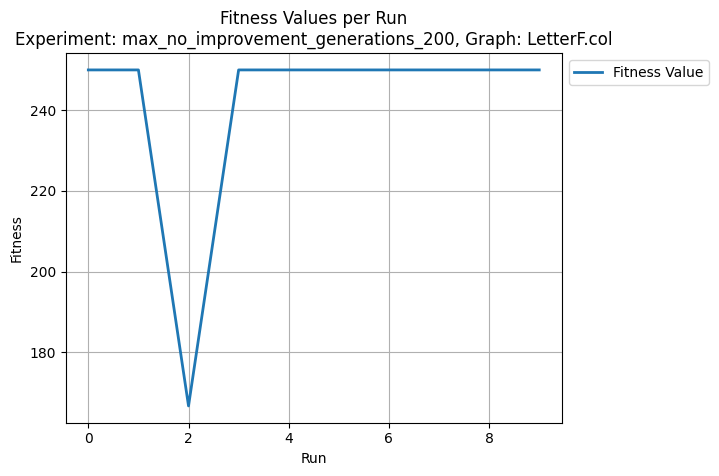 Fitness Values per Run
Experiment: max_no_improvement_generations_200, Graph: LetterF.col
Fitness Value
240
220
200
180
Fitness
0 2 4 6 8
Run